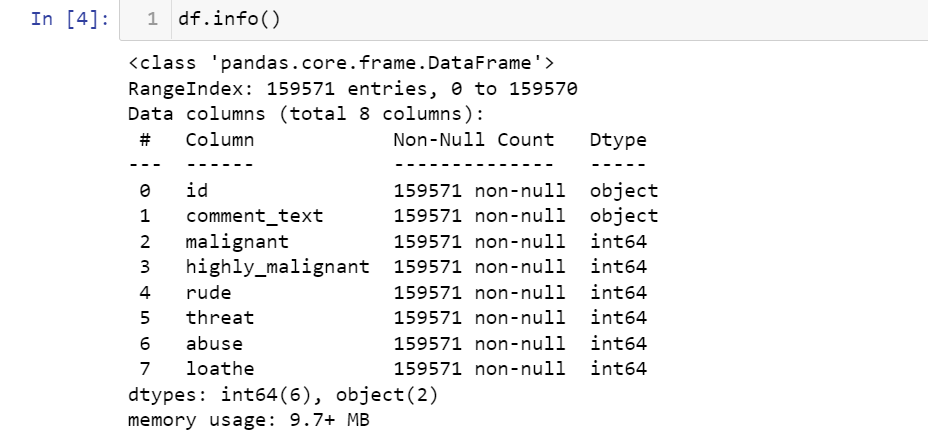 In [4]: 1 df.info()
<class 'pandas.core.frame.DataFrame'>
RangeIndex: 159571 entries, 0 to 159570
Data columns (total 8 columns):
 #   Column            Non-Null Count   Dtype
---  ------            --------------   -----
 0   id                159571 non-null  object
 1   comment_text      159571 non-null  object
 2   malignant         159571 non-null  int64
 3   highly_malignant  159571 non-null  int64
 4   rude              159571 non-null  int64
 5   threat            159571 non-null  int64
 6   abuse             159571 non-null  int64
 7   loathe            159571 non-null  int64
dtypes: int64(6), object(2)
memory usage: 9.7+ MB